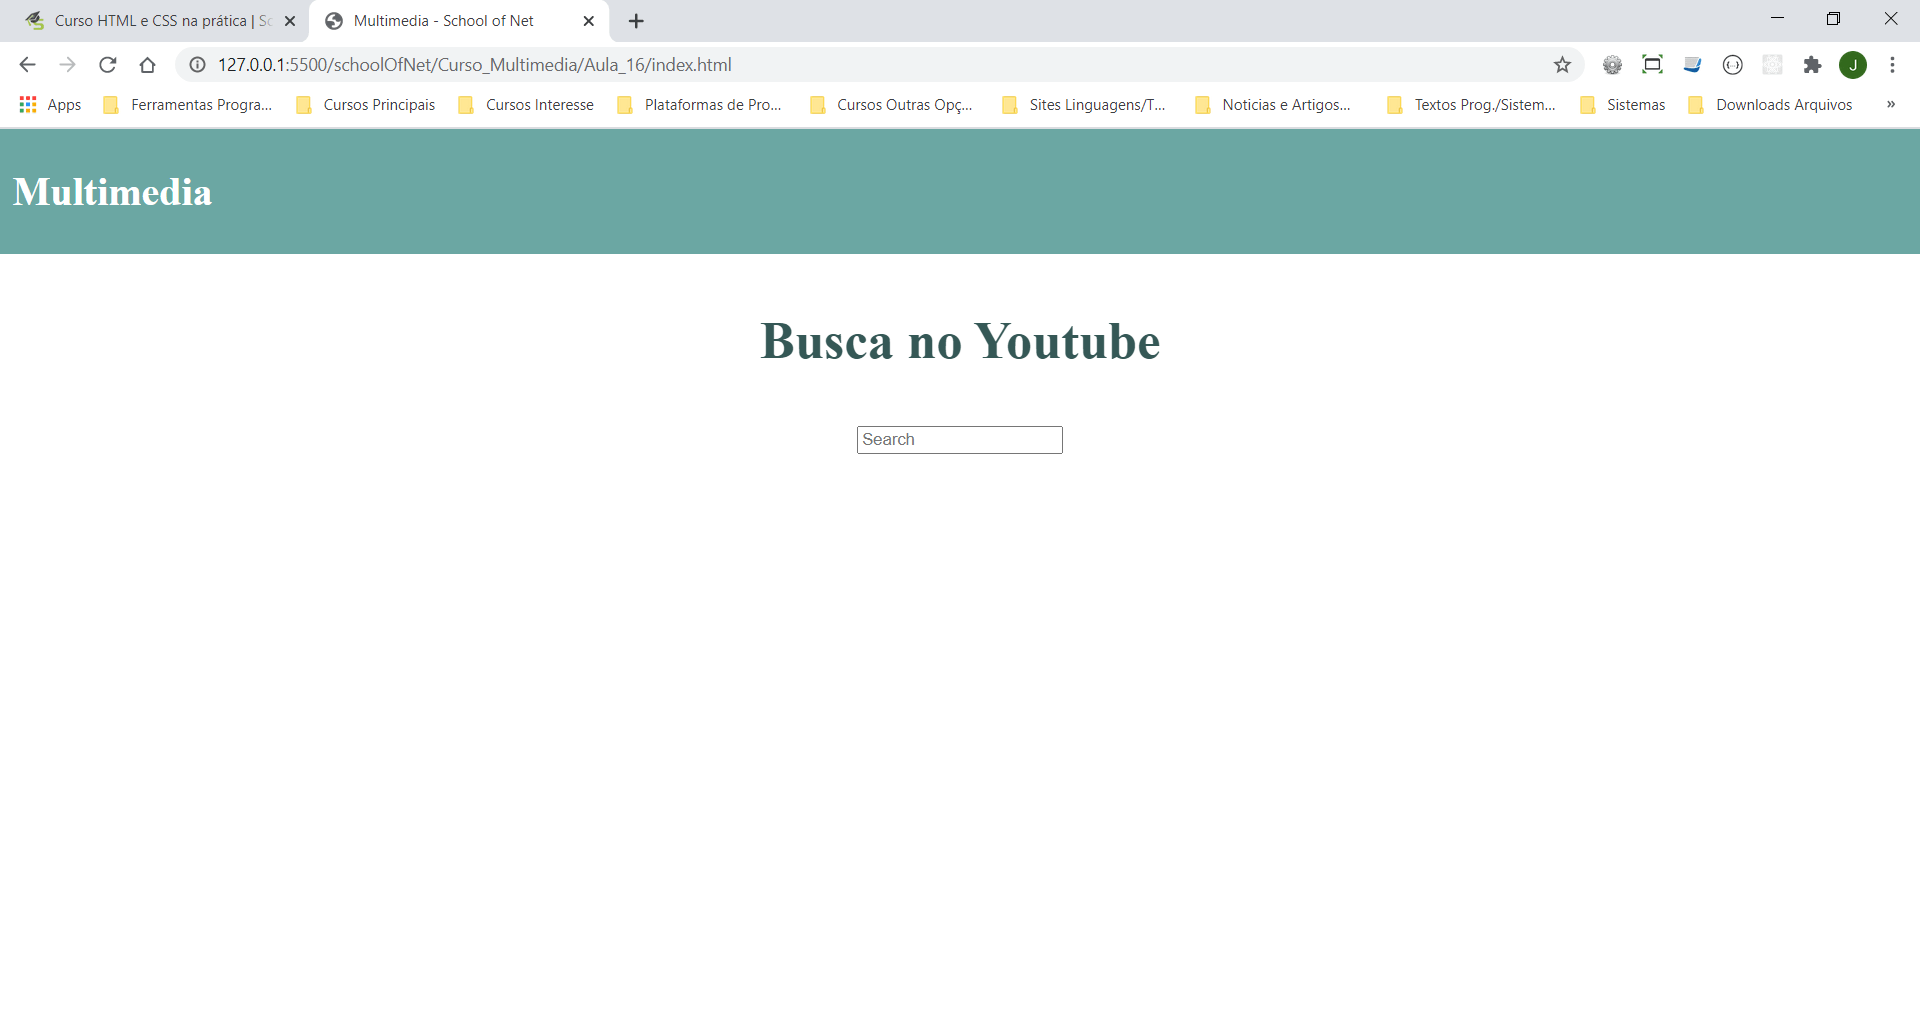 Curso HTML e CSS na prática | Sc
Multimedia - School of Net
127.0.0.1:5500/schoolOfNet/Curso_Multimedia/Aula_16/index.html
J
Apps Ferramentas Progra... Cursos Principais Cursos Interesse Plataformas de Pro... Cursos Outras Opç... Sites Linguagens/T... Noticias e Artigos... Textos Prog./Sistem... Sistemas Downloads Arquivos »
Multimedia
Busca no Youtube
Search